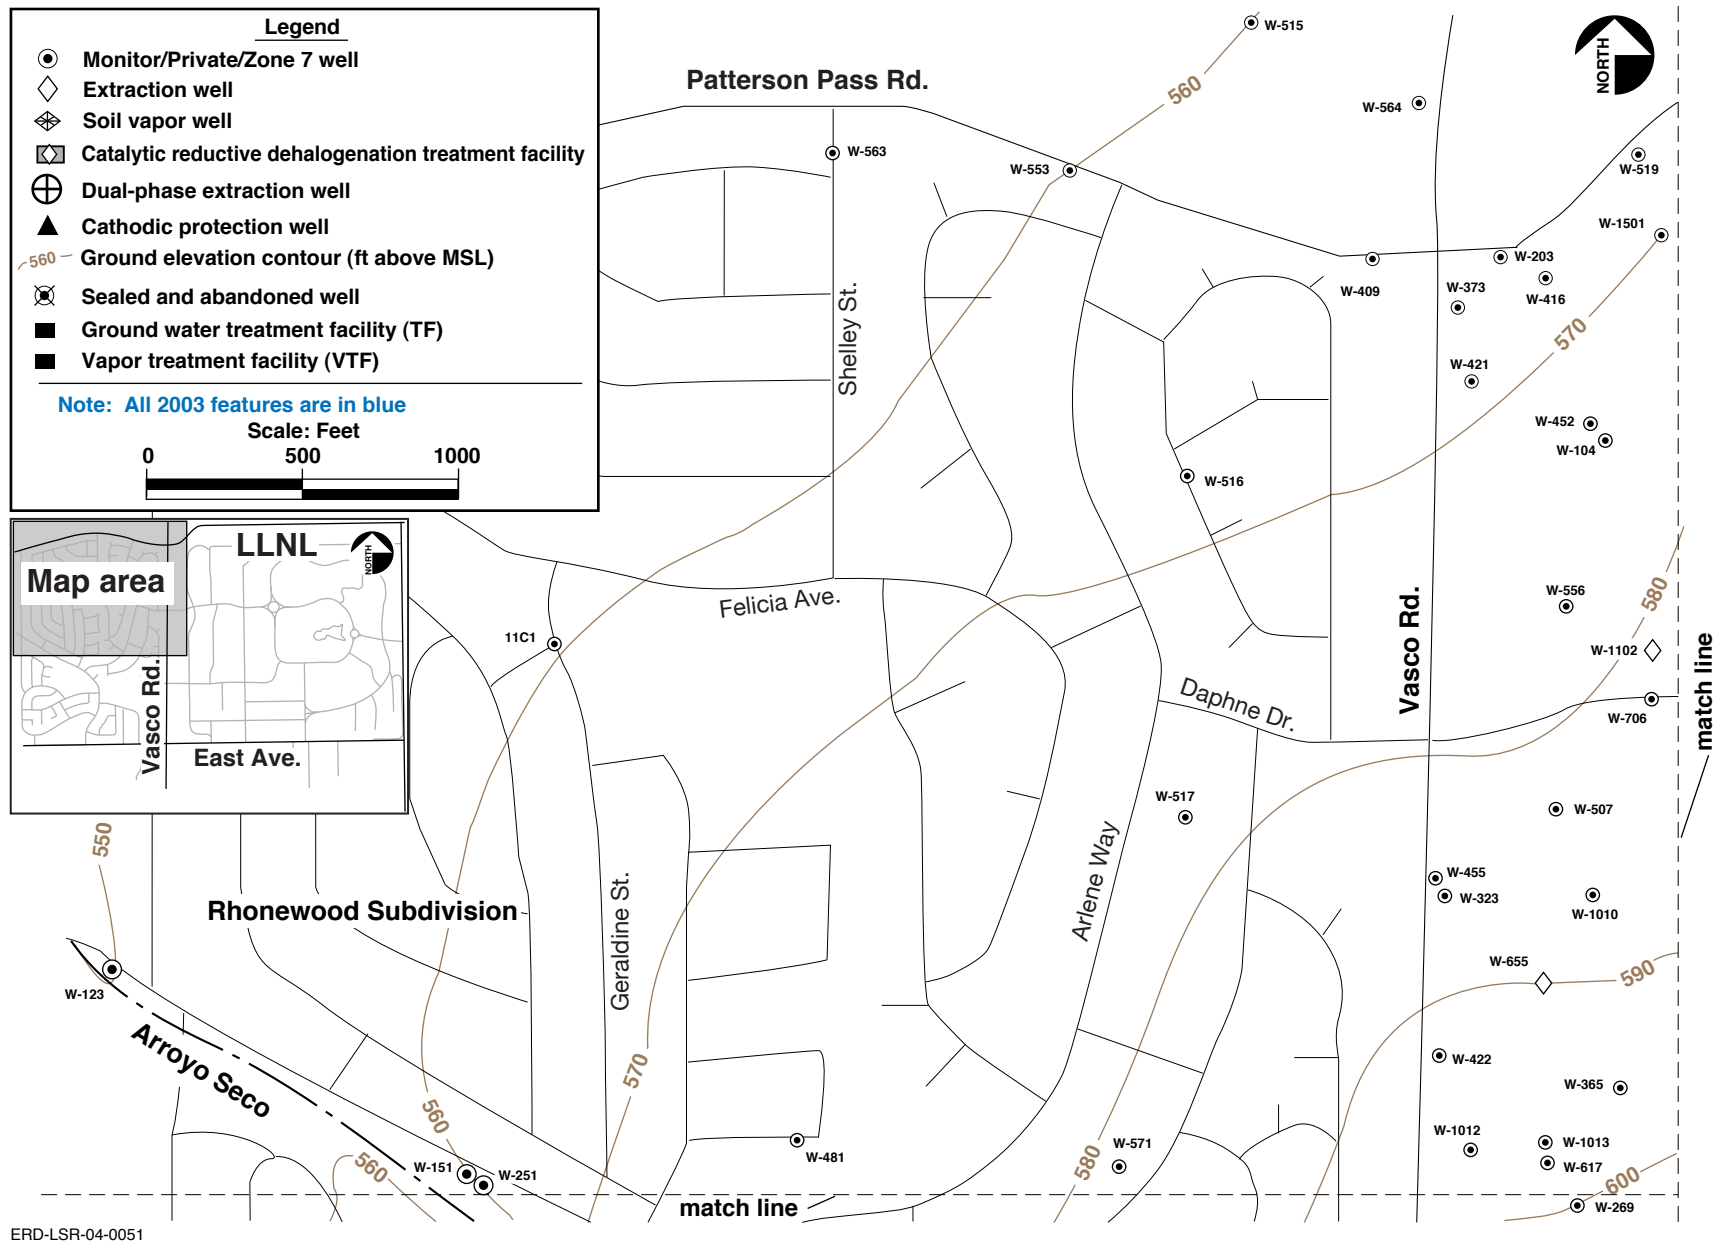 Legend
Monitor/Private/Zone 7 well
Extraction well
Soil vapor well
Catalytic reductive dehalogenation treatment facility
Dual-phase extraction well
Cathodic protection well
560
Ground elevation contour (ft above MSL)
Sealed and abandoned well
Ground water treatment facility (TF)
Vapor treatment facility (VTF)
Note: All 2003 features are in blue
Scale: Feet
0 500 1000
LLNL
NORTH
Map area
Vasco Rd.
East Ave.
W-515
560
NORTH
Patterson Pass Rd.
W-564
W-563
W-553
W-519
W-1501
W-203
W-409
W-373
W-416
Shelley St.
570
W-421
W-452
W-104
W-516
Felicia Ave.
Vasco Rd.
W-556
580
11C1
W-1102
match line
Daphne Dr.
W-706
W-517
W-507
550
Arlene Way
W-455
W-323
W-1010
Rhonewood Subdivision
Geraldine St.
W-655
590
W-123
Arroyo Seco
W-422
570
W-365
560
W-1012
W-1013
W-571
W-481
580
560
W-151
W-251
W-617
600
match line
W-269
ERD-LSR-04-0051